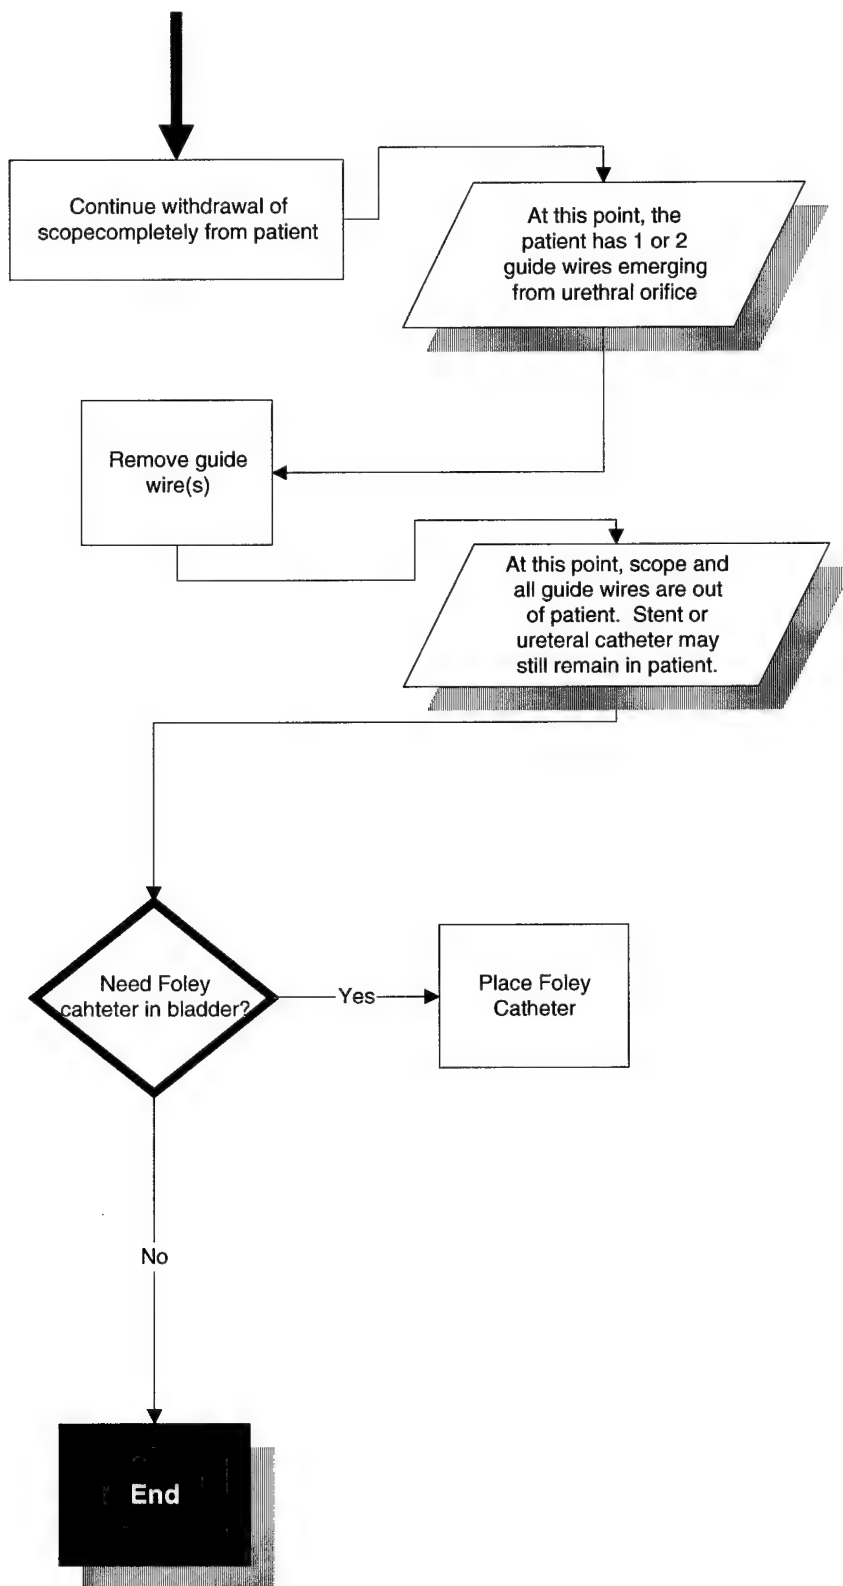 Continue withdrawal of
scopecompletely from patient
At this point, the
patient has 1 or 2
guide wires emerging
from urethral orifice
Remove guide
wire(s)
At this point, scope and
all guide wires are out
of patient.  Stent or
ureteral catheter may
still remain in patient.
Need Foley
cahteter in bladder?
Yes
Place Foley
Catheter
No
End